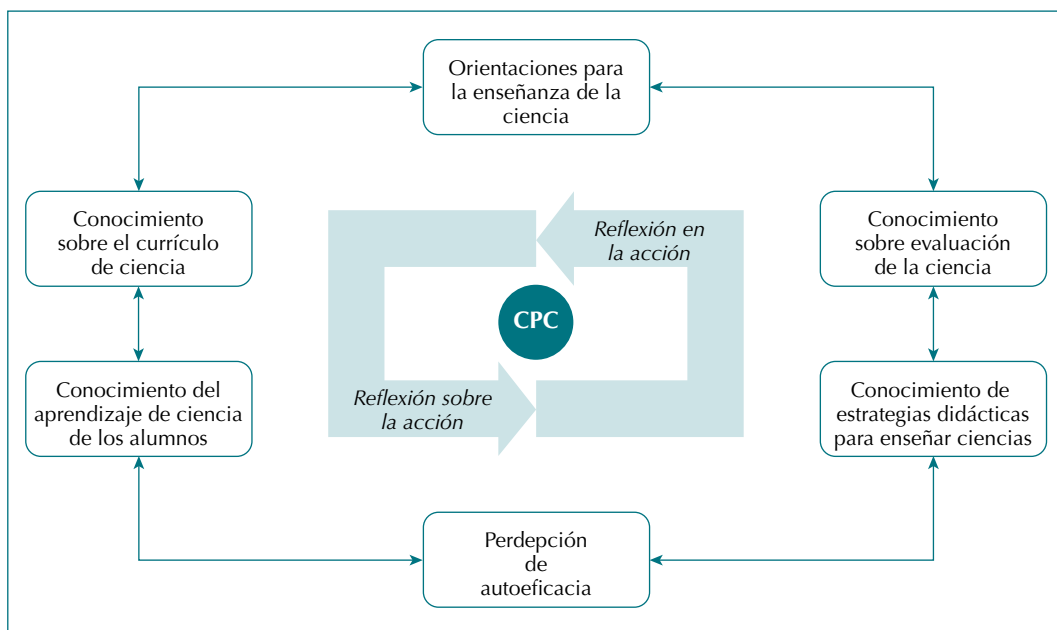 Orientaciones para
la enseñanza de la
ciencia
Conocimiento
sobre el currículo
de ciencia
Reflexión en
la acción
Conocimiento
sobre evaluación
de la ciencia
CPC
Conocimiento del
aprendizaje de ciencia
de los alumnos
Reflexión sobre
la acción
Conocimiento de
estrategias didácticas
para enseñar ciencias
Perdepción
de
autoeficacia